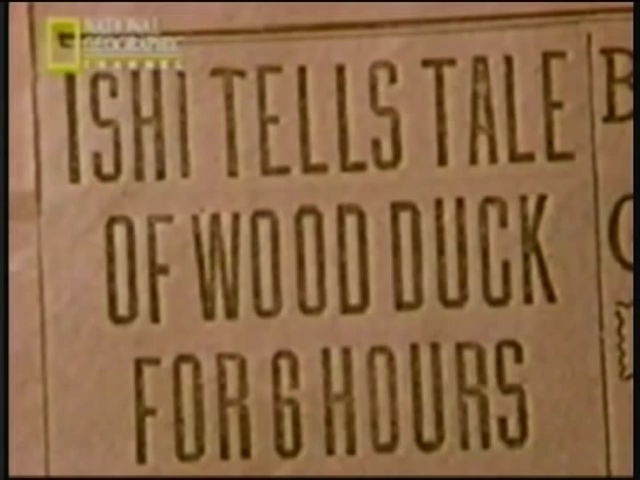 NATIONAL
GEOGRAPHIC
CHANNEL
ISHI TELLS TALE
OF WOOD DUCK
FOR 6 HOURS
B